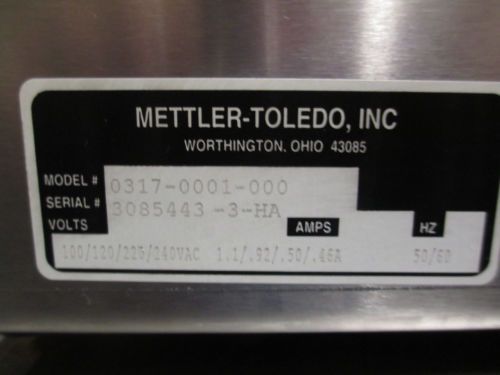 METTLER-TOLEDO, INC
WORTHINGTON, OHIO 43085
MODEL # 0317-0001-000
SERIAL # 3085443 -3-HA
VOLTS AMPS HZ
100/120/225/240VAC 1.1/.92/.50/.46A 50/60